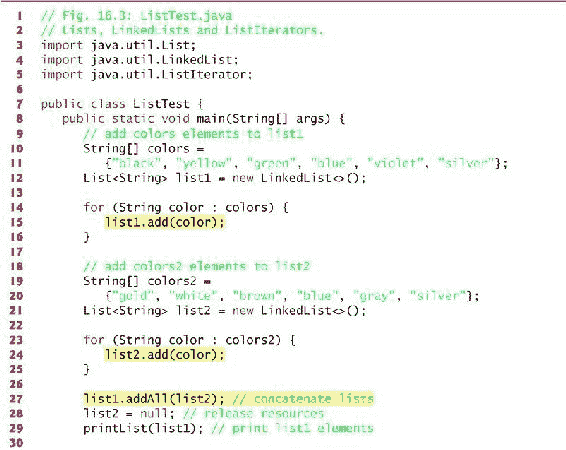 1 // Fig. 16.3: ListTest.java
2 // Lists, LinkedLists and ListIterators.
3 import java.util.List;
4 import java.util.LinkedList;
5 import java.util.ListIterator;
6
7 public class ListTest {
8 public static void main(String[] args) {
9 // add colors elements to list1
10 String[] colors =
11 {"black", "yellow", "green", "blue", "violet", "silver"};
12 List<String> list1 = new LinkedList<>();
13
14 for (String color : colors) {
15 list1.add(color);
16 }
17
18 // add colors2 elements to list2
19 String[] colors2 =
20 {"gold", "white", "brown", "blue", "gray", "silver"};
21 List<String> list2 = new LinkedList<>();
22
23 for (String color : colors2) {
24 list2.add(color);
25 }
26
27 list1.addAll(list2); // concatenate lists
28 list2 = null; // release resources
29 printList(list1); // print list1 elements
30